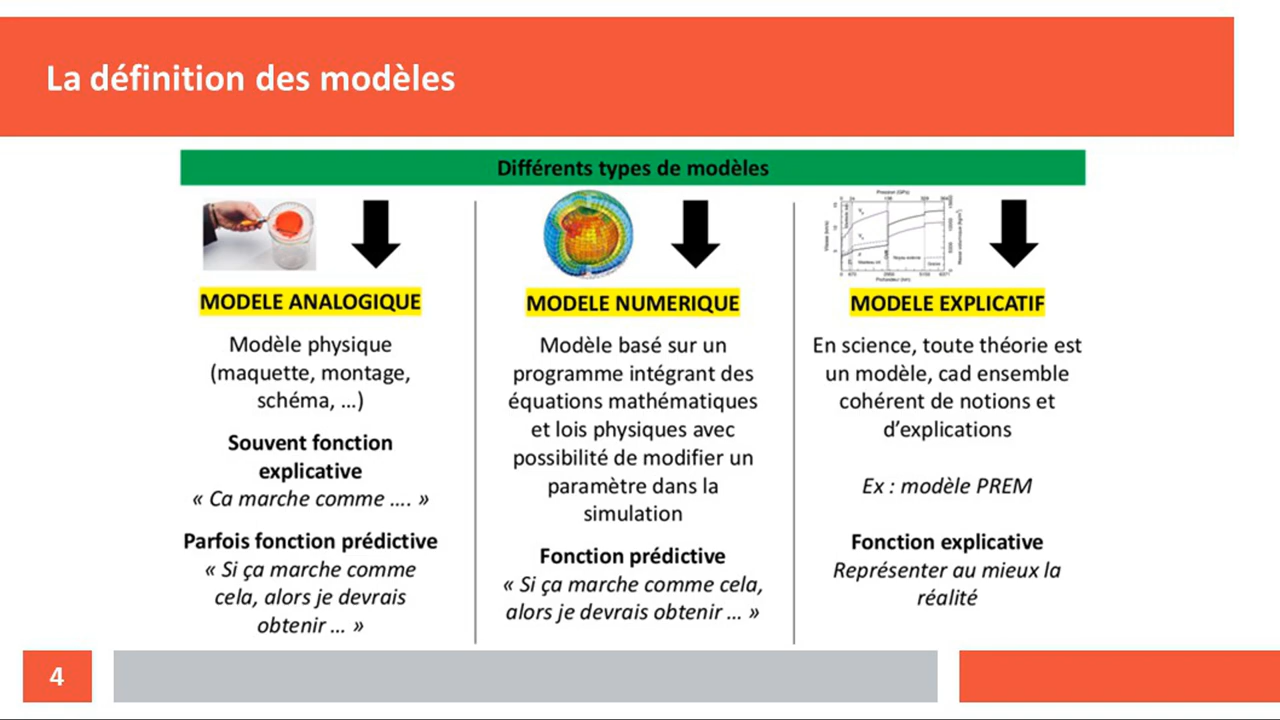 La définition des modèles
Différents types de modèles
MODELE ANALOGIQUE
Modèle physique
(maquette, montage,
schéma, …)
Souvent fonction
explicative
« Ca marche comme …. »
Parfois fonction prédictive
« Si ça marche comme
cela, alors je devrais
obtenir … »
MODELE NUMERIQUE
Modèle basé sur un
programme intégrant des
équations mathématiques
et lois physiques avec
possibilité de modifier un
paramètre dans la
simulation
Fonction prédictive
« Si ça marche comme cela,
alors je devrais obtenir … »
Pression (GPa)
Profondeur (km)
MODELE EXPLICATIF
En science, toute théorie est
un modèle, cad ensemble
cohérent de notions et
d’explications
Ex : modèle PREM
Fonction explicative
Représenter au mieux la
réalité
4